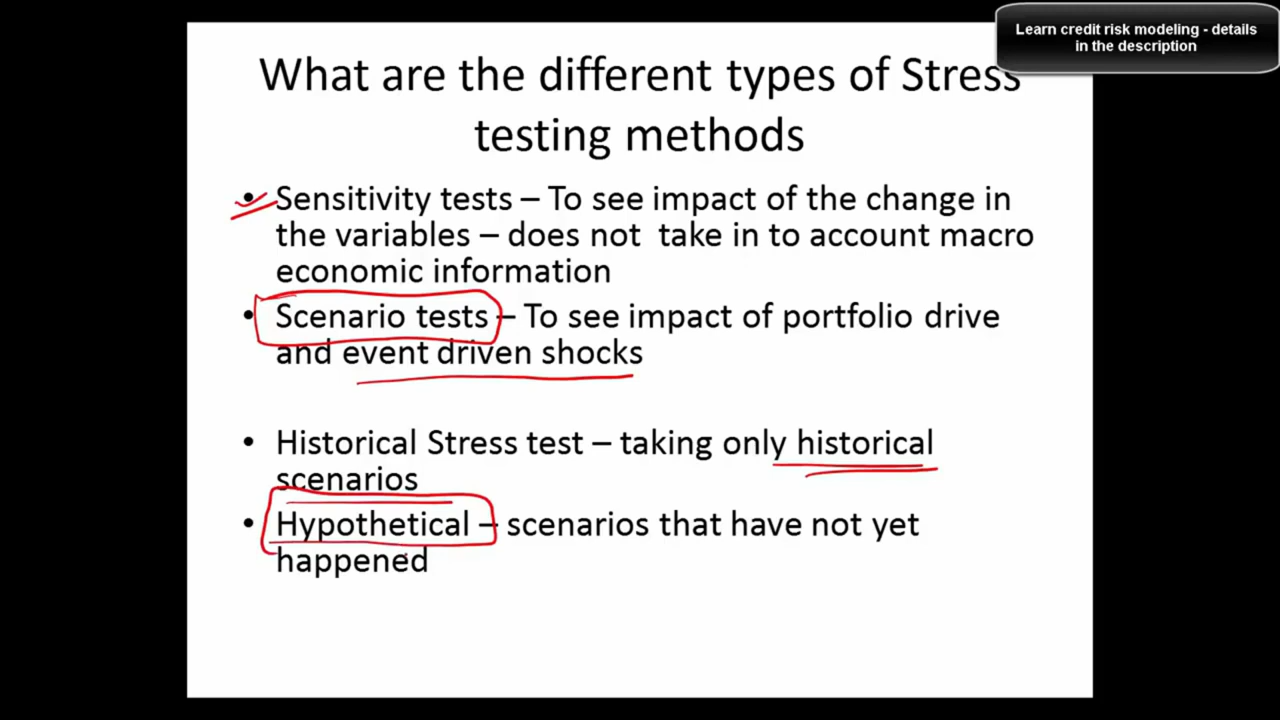 Learn credit risk modeling - details
in the description
What are the different types of Stress
testing methods
• Sensitivity tests – To see impact of the change in
the variables – does not take in to account macro
economic information
• Scenario tests – To see impact of portfolio drive
and event driven shocks
• Historical Stress test – taking only historical
scenarios
• Hypothetical – scenarios that have not yet
happened